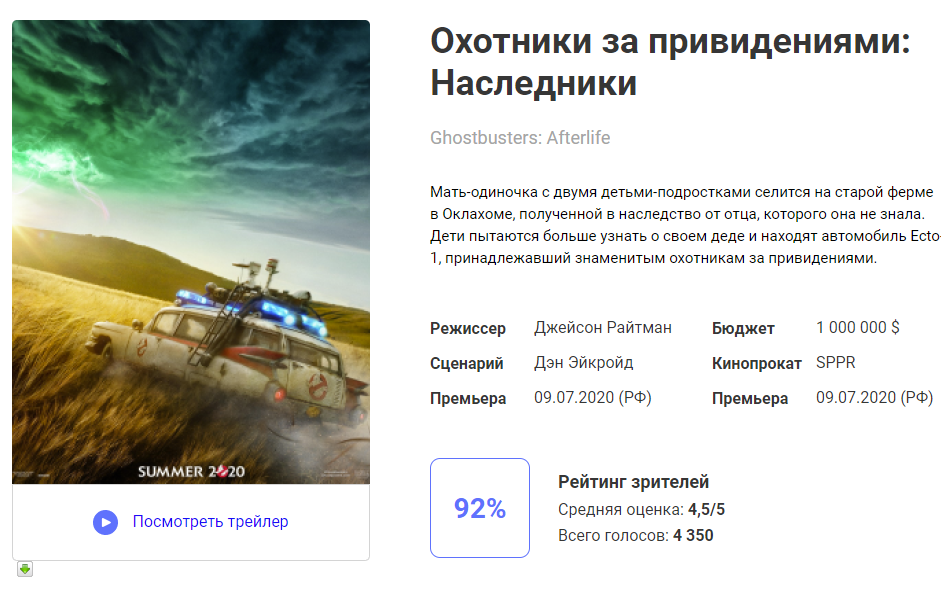 Охотники за привидениями:
Наследники
Ghostbusters: Afterlife
Мать-одиночка с двумя детьми-подростками селится на старой ферме
в Оклахоме, полученной в наследство от отца, которого она не знала.
Дети пытаются больше узнать о своем деде и находят автомобиль Ecto-
1, принадлежавший знаменитым охотникам за привидениями.
Режиссер Джейсон Райтман Бюджет 1 000 000 $
Сценарий Дэн Эйкройд Кинопрокат SPPR
Премьера 09.07.2020 (РФ) Премьера 09.07.2020 (РФ)
SUMMER 2020
92%
Рейтинг зрителей
Средняя оценка: 4,5/5
Всего голосов: 4 350
Посмотреть трейлер